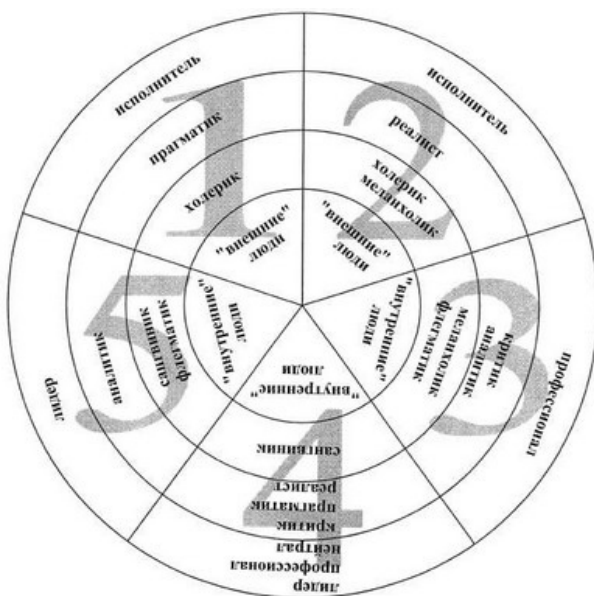 исполнитель
прагматик
холерик
"внешние"
люди
1
исполнитель
реалист
холерик
меланхолик
"внешние"
люди
2
профессионал
критик
аналитик
меланхолик
флегматик
"внутренние"
люди
3
лидер
профессионал
нейтрал
критик
прагматик
реалист
сангвиник
"внутренние"
люди
4
лидер
аналитик
сангвиник
флегматик
"внутренние"
люди
5